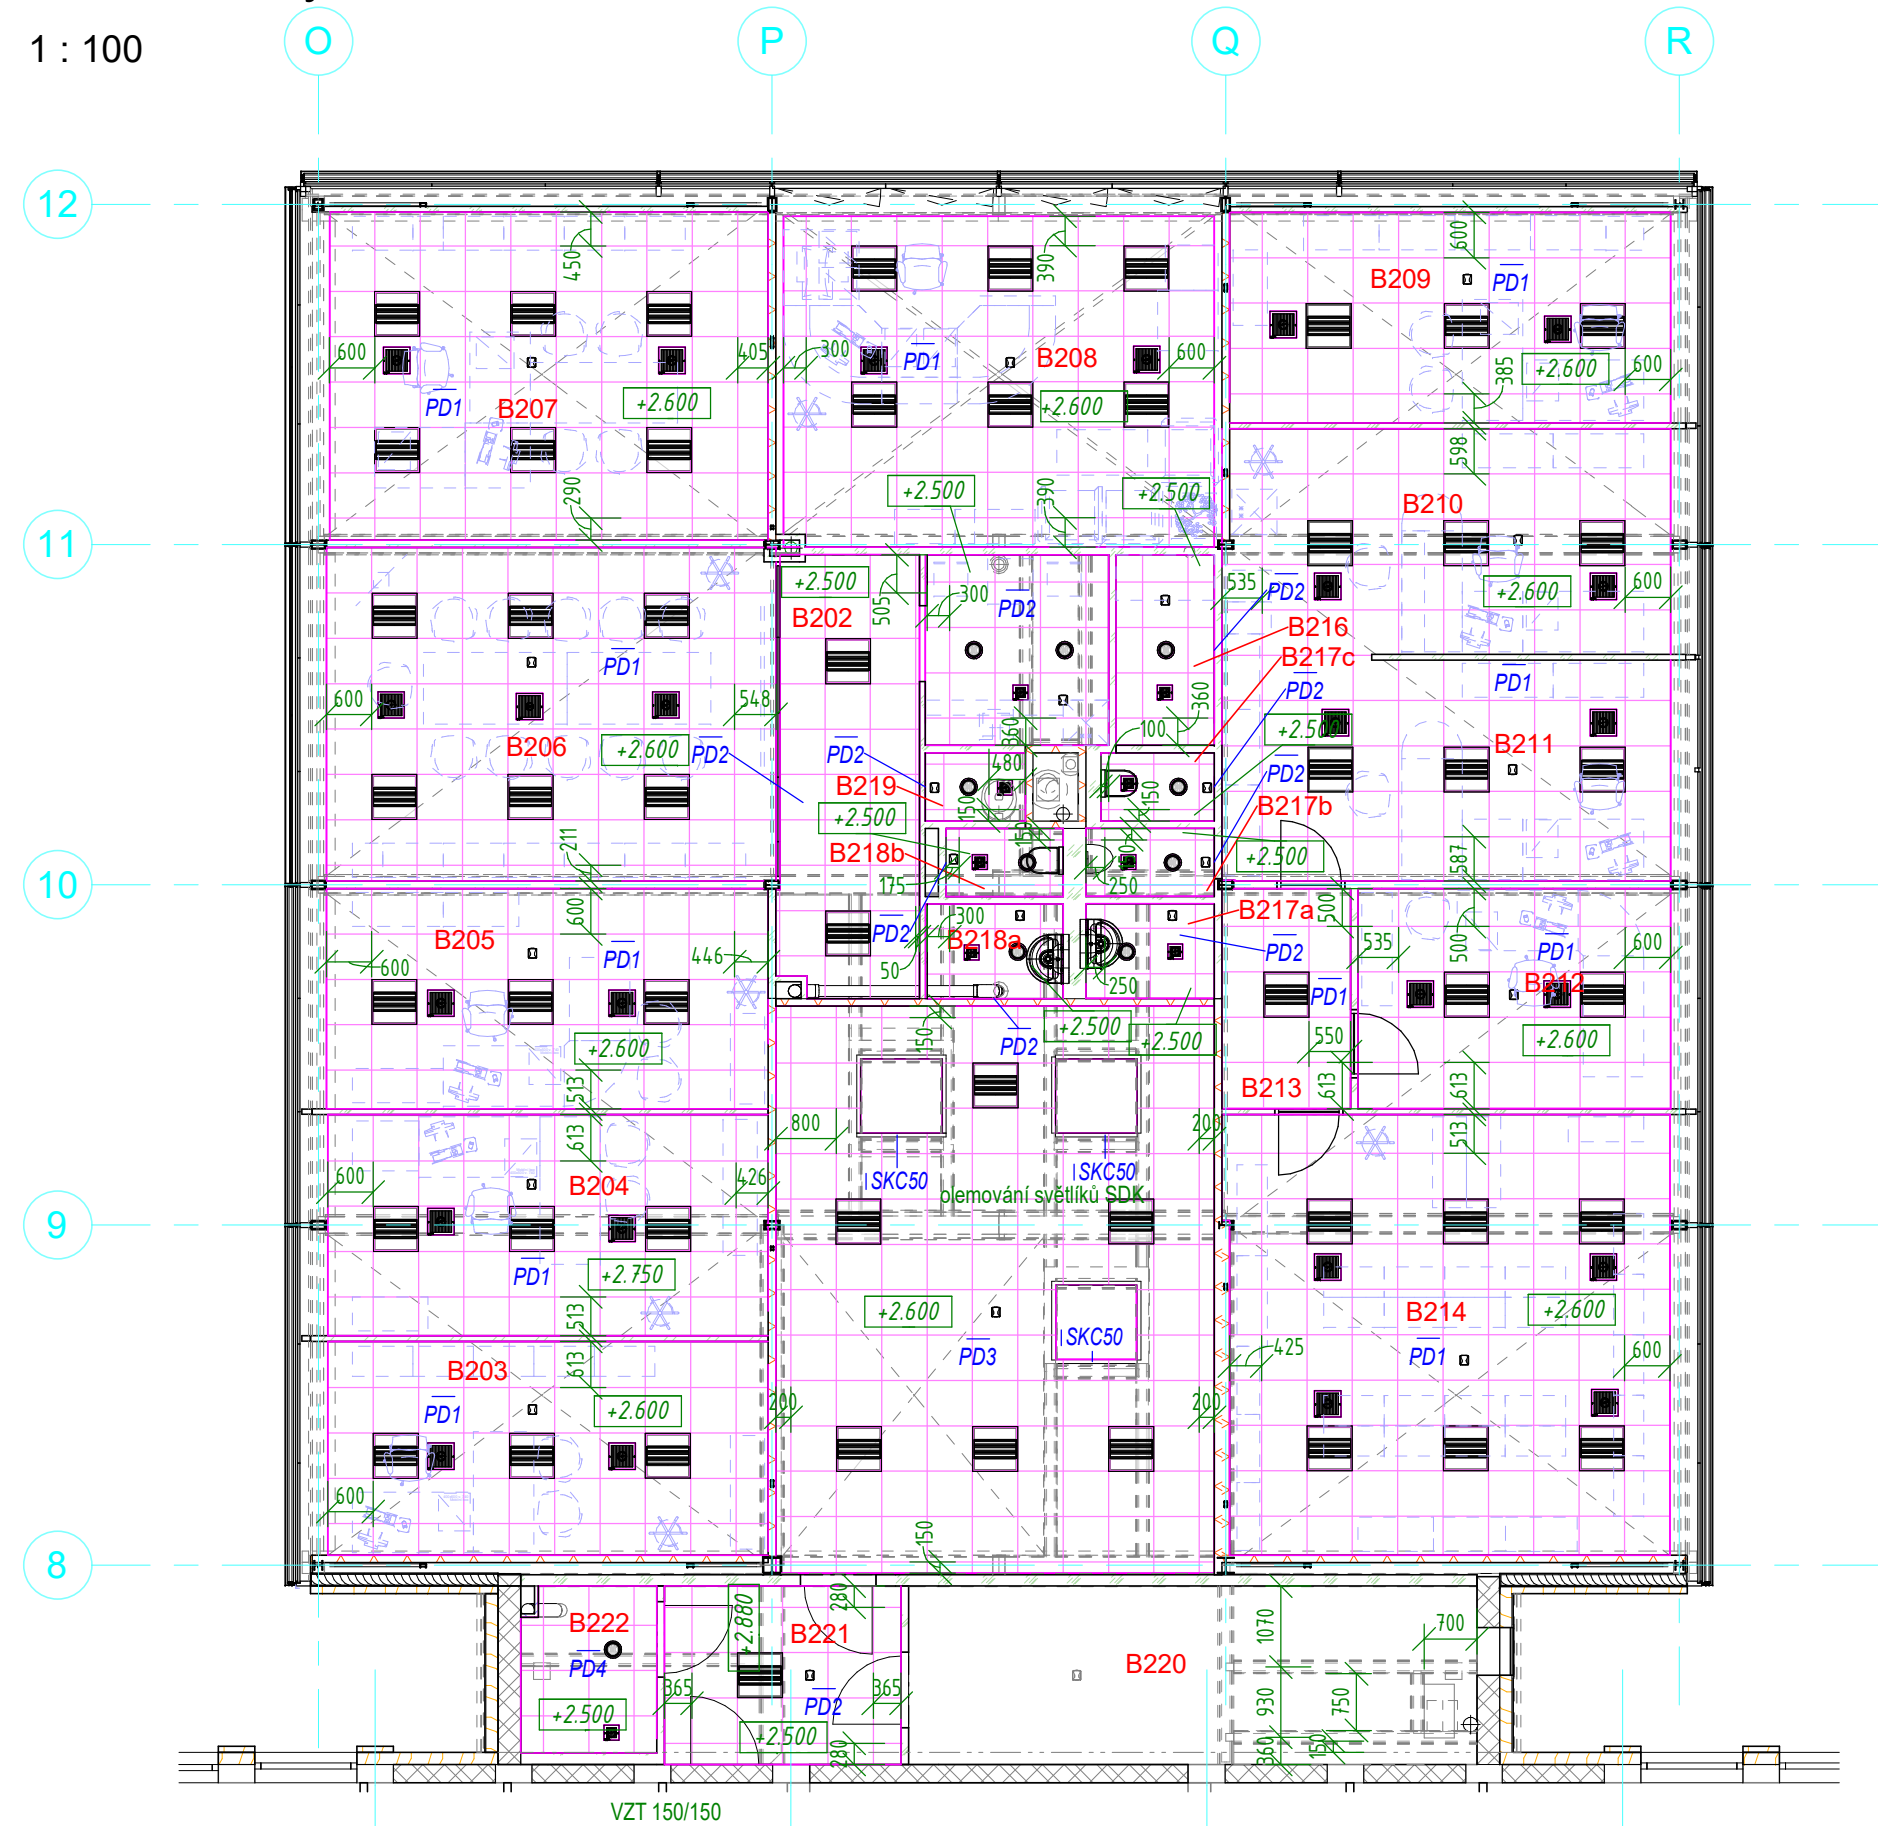 1 : 100
O
P
Q
R
12
11
10
9
8
450
600
405
PD1
B207
+2.600
290
390
300
PD1
B208
600
+2.600
390
+2.500
+2.500
600
B209
PD1
385
+2.600
600
598
B210
+2.600
600
PD1
535
PD2
B216
B217c
PD2
+2.500
B211
PD2
B217b
+2.500
587
PD1
600
548
B206
+2.600
PD2
211
+2.500
B202
505
300
PD2
360
360
100
PD2
480
B219
150
150
+2.500
150
B218b
175
250
600
B205
PD1
600
446
+2.600
513
PD2
300
B218a
50
250
B217a
PD2
500
535
500
PD1
600
PD1
B212
+2.600
550
B213
613
613
513
150
PD2
+2.500
+2.500
800
200
SKC50
SKC50
olemování světlíků SDK
613
600
B204
426
PD1
+2.750
513
+2.600
PD3
SKC50
B214
+2.600
PD1
425
600
B203
613
PD1
+2.600
600
200
200
150
B222
PD4
+2.500
+2.880
280
B221
365
365
PD2
+2.500
280
B220
1070
700
930
750
360
150
VZT 150/150